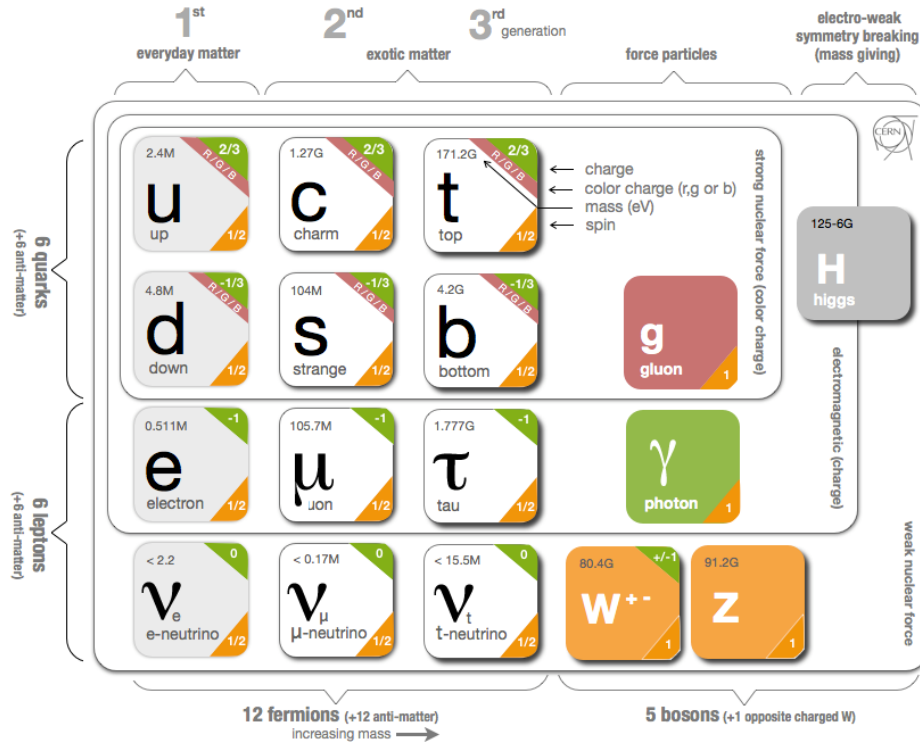 1st
2nd
3rd generation
everyday matter
exotic matter
force particles
electro-weak
symmetry breaking
(mass giving)
CERN
6 quarks
(+6 anti-matter)
6 leptons
(+6 anti-matter)
2.4M
2/3
R/G/B
u
up
1/2
1.27G
2/3
R/G/B
c
charm
1/2
171.2G
2/3
R/G/B
t
top
1/2
charge
color charge (r,g or b)
mass (eV)
spin
4.8M
-1/3
R/G/B
d
down
1/2
104M
-1/3
R/G/B
s
strange
1/2
4.2G
-1/3
R/G/B
b
bottom
1/2
g
gluon
1
strong nuclear force (color charge)
125-6G
H
higgs
0.511M
-1
e
electron
1/2
105.7M
-1
μ
uon
1/2
1.777G
-1
τ
tau
1/2
γ
photon
1
electromagnetic (charge)
< 2.2
0
νe
e-neutrino
1/2
< 0.17M
0
νμ
μ-neutrino
1/2
< 15.5M
0
νt
t-neutrino
1/2
80.4G
+/-1
W+-
1
91.2G
Z
1
weak nuclear force
12 fermions (+12 anti-matter)
increasing mass
5 bosons (+1 opposite charged W)